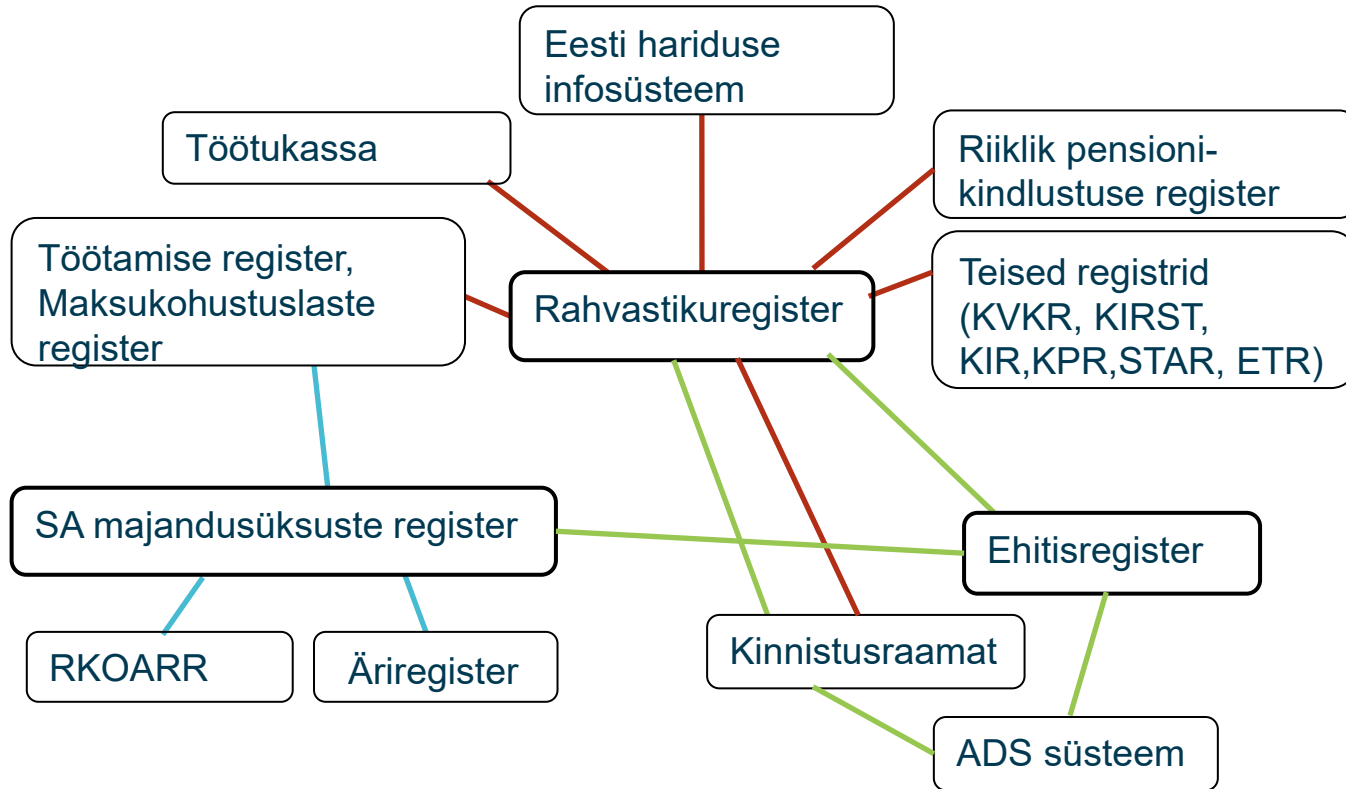 Eesti hariduse
infosüsteem
Töötukassa
Riiklik pensioni-
kindlustuse register
Töötamise register,
Maksukohustuslaste
register
Rahvastikuregister
Teised registrid
(KVKR, KIRST,
KIR,KPR,STAR, ETR)
SA majandusüksuste register
Ehitisregister
RKOARR
Äriregister
Kinnistusraamat
ADS süsteem